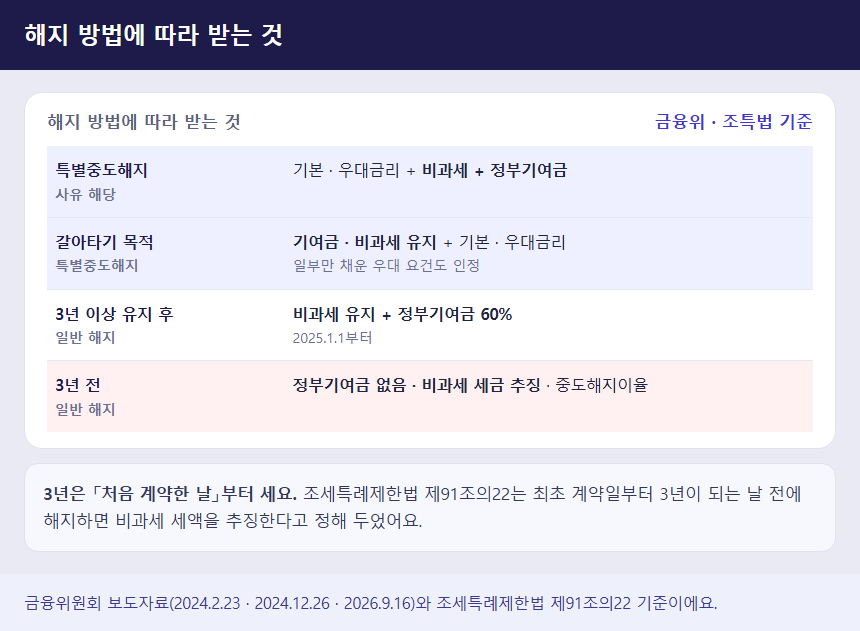 해지 방법에 따라 받는 것
해지 방법에 따라 받는 것
금융위 · 조특법 기준
특별중도해지
기본 · 우대금리 + 비과세 + 정부기여금
사유 해당
갈아타기 목적
기여금 · 비과세 유지 + 기본 · 우대금리
특별중도해지
일부만 채운 우대 요건도 인정
3년 이상 유지 후
비과세 유지 + 정부기여금 60%
일반 해지
2025.1.1부터
3년 전
정부기여금 없음 · 비과세 세금 추징 · 중도해지이율
일반 해지
3년은 「처음 계약한 날」부터 세요. 조세특례제한법 제91조의22는 최초 계약일부터 3년이 되는 날 전에
해지하면 비과세 세액을 추징한다고 정해 두었어요.
금융위원회 보도자료(2024.2.23 · 2024.12.26 · 2026.9.16)와 조세특례제한법 제91조의22 기준이에요.